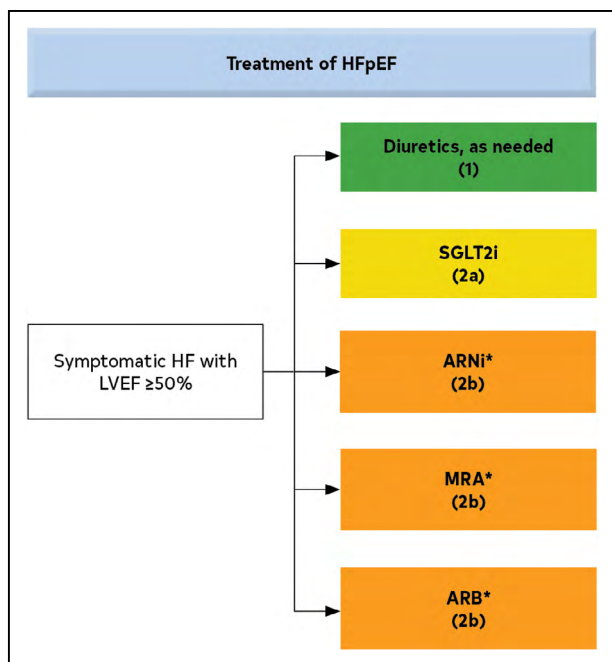 Treatment of HFpEF
Diuretics, as needed
(1)
SGLT2i
(2a)
Symptomatic HF with
LVEF ≥50%
ARNi*
(2b)
MRA*
(2b)
ARB*
(2b)